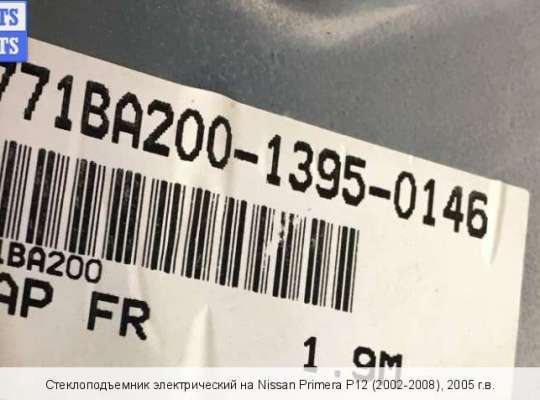 TS
TS
771BA200-1395-0146
1BA200
AP FR
1.9M
Стеклоподъемник электрический на Nissan Primera P12 (2002-2008), 2005 г.в.